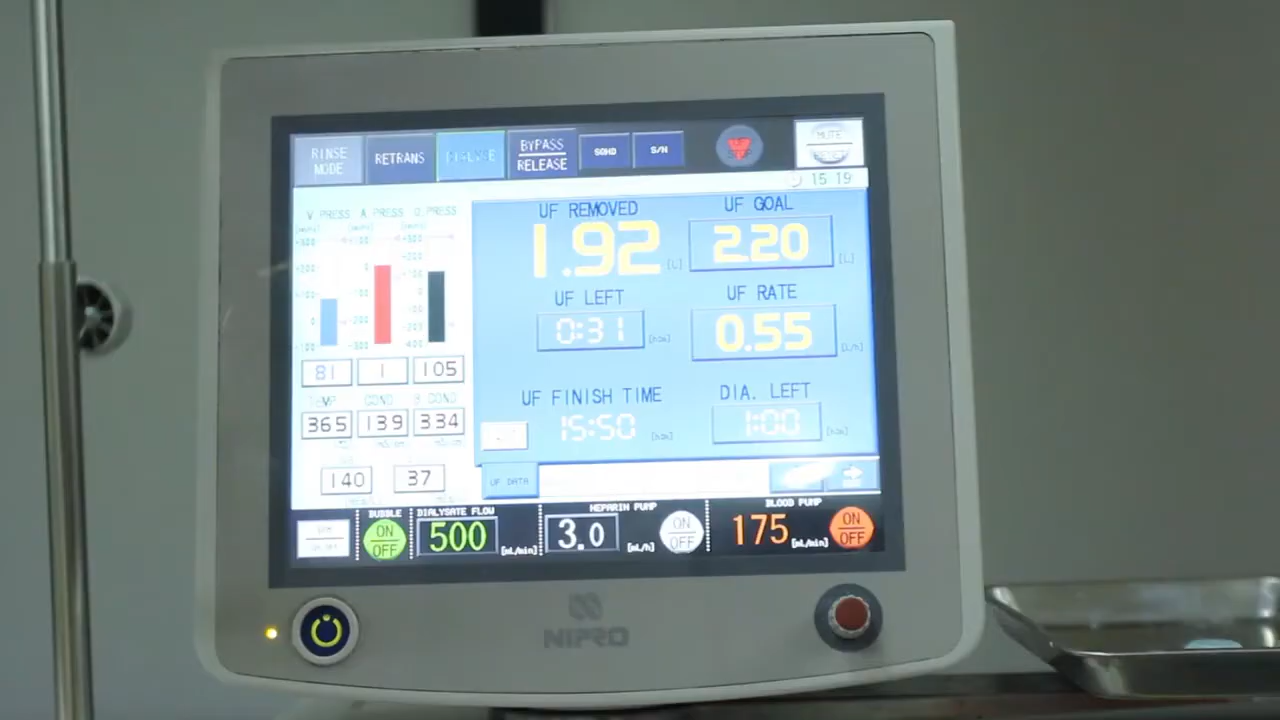 RINSE
MODE
RETRANS
DIALYSE
BYPASS
RELEASE
S/N
MUTE
RESET
15 19
V PRESS A PRESS D PRESS
UF REMOVED
1.92 [L]
UF GOAL
2.20 [L]
UF LEFT
0:31
UF RATE
0.55 [L/h]
81 1 105
TEMP COND B COND
365 139 334
UF FINISH TIME
15:50
DIA. LEFT
1:00
140 37
UF DATA
BUBBLE
ON
OFF
DIALYSATE FLOW
500 [mL/min]
HEPARIN PUMP
3.0 [mL/h]
ON
OFF
BLOOD PUMP
175 [mL/min]
ON
OFF
NIPRO